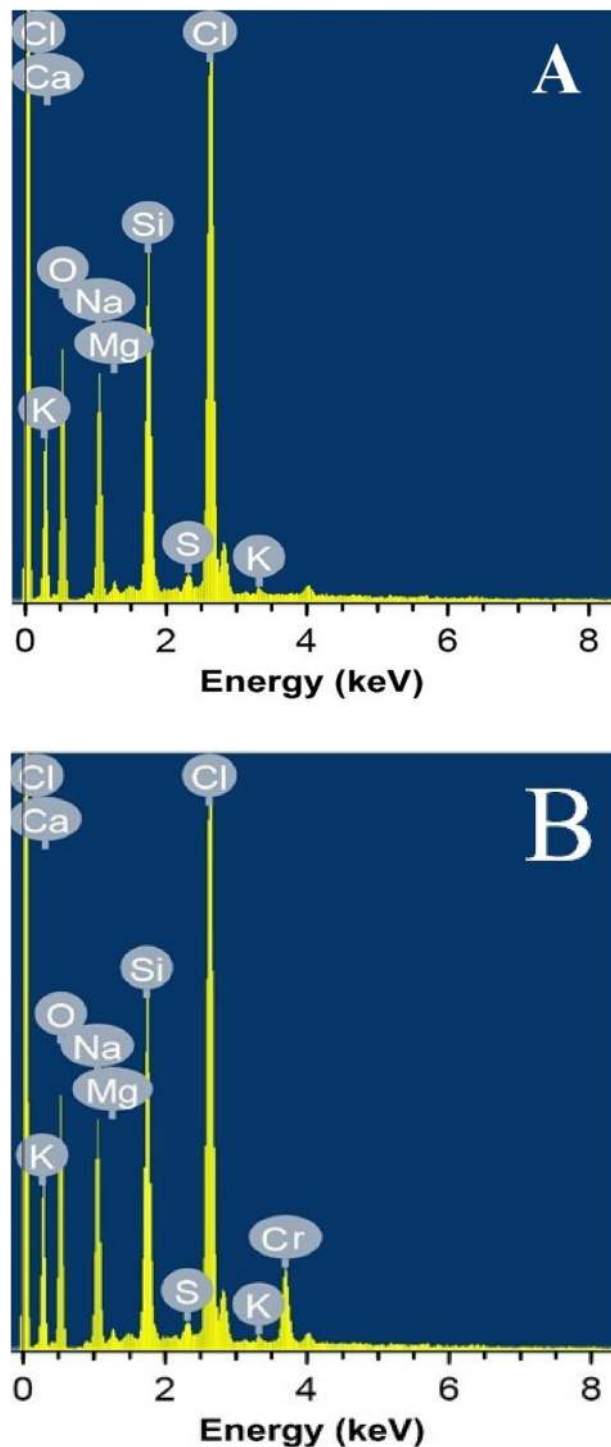 Cl Cl A
Ca
Si
O
Na
Mg
K
S K
0 2 4 6 8
Energy (keV)
Cl Cl B
Ca
Si
O
Na
Mg
K
Cr
S K
0 2 4 6 8
Energy (keV)